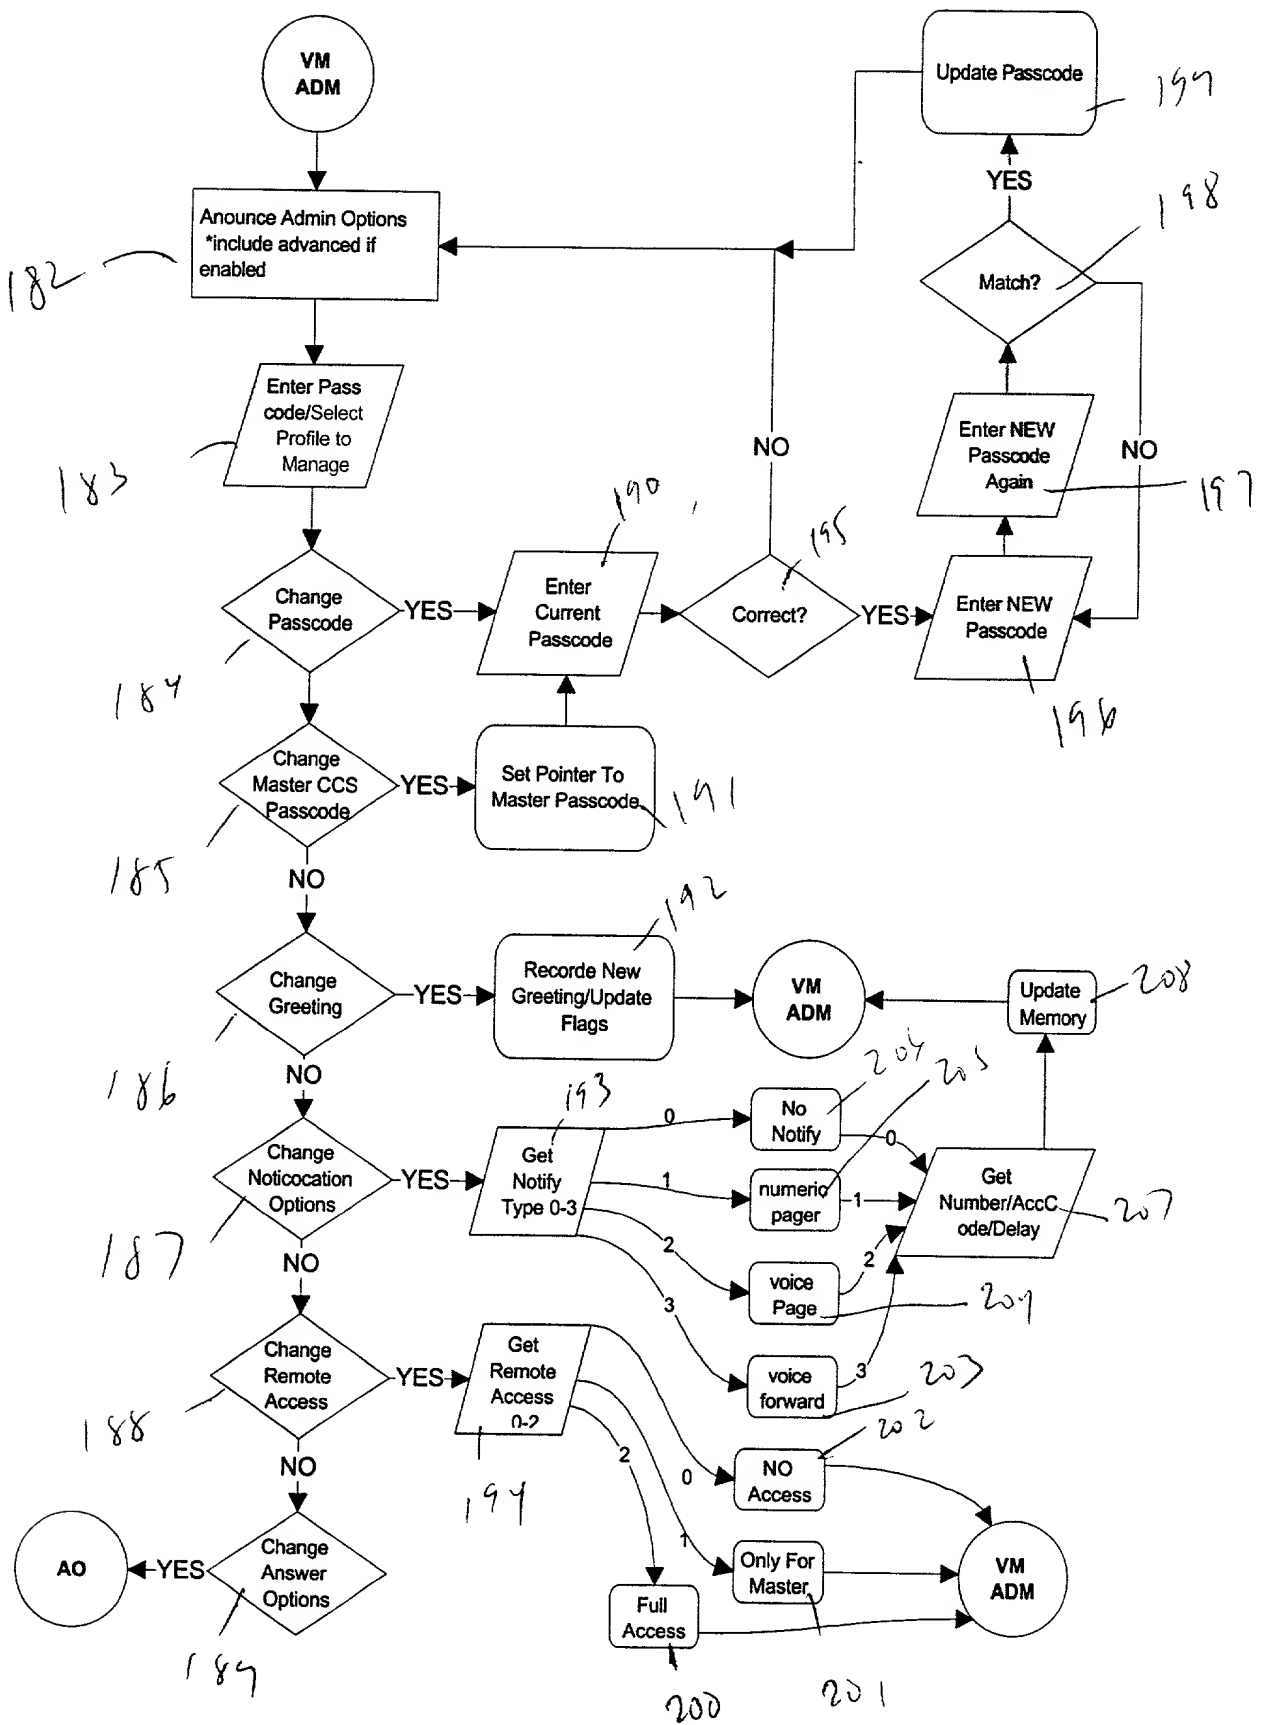 VM
ADM
Update Passcode
199
YES
Anounce Admin Options
*include advanced if
enabled
182
198
Match?
Enter Pass
code/Select
Profile to
Manage
183
NO
Enter NEW
Passcode
Again
NO
197
190
195
Change
Passcode
YES
Enter
Current
Passcode
Correct?
YES
Enter NEW
Passcode
184
196
Change
Master CCS
Passcode
YES
Set Pointer To
Master Passcode
191
185
NO
192
Change
Greeting
YES
Recorde New
Greeting/Update
Flags
VM
ADM
Update
Memory
208
186
NO
193
206
205
Change
Noticocation
Options
YES
Get
Notify
Type 0-3
0
No
Notify
0
1
numeric
pager
1
Get
Number/AccC
ode/Delay
207
187
NO
2
voice
Page
2
204
3
voice
forward
3
203
Change
Remote
Access
YES
Get
Remote
Access
0-2
188
194
NO
2
0
NO
Access
202
1
Only For
Master
201
Full
Access
200
VM
ADM
AO
YES
Change
Answer
Options
189